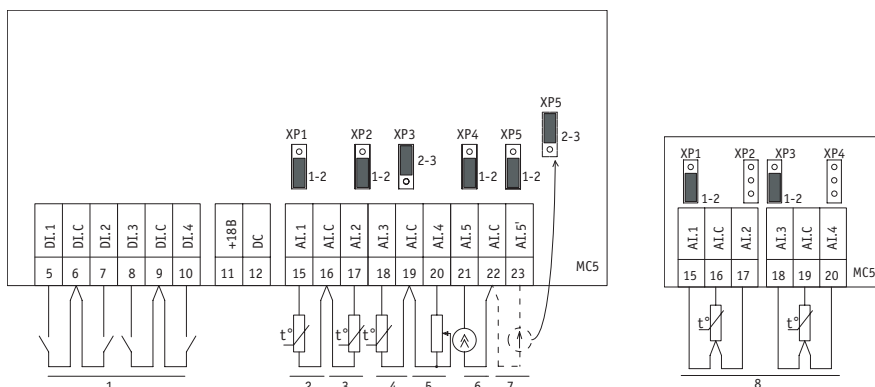 XP5
XP1 XP2 XP3 XP4 XP5 2-3
2-3
1-2 1-2 1-2 1-2
DI.1 DI.C DI.2 DI.3 DI.C DI.4 +18В DC AI.1 AI.C AI.2 AI.3 AI.C AI.4 AI.5 AI.C AI.5'
5 6 7 8 9 10 11 12 15 16 17 18 19 20 21 22 23
MC5
t° t° t°
1 2 3 4 5 6 7
XP1 XP2 XP3 XP4
1-2 1-2
AI.1 AI.C AI.2 AI.3 AI.C AI.4
15 16 17 18 19 20 MC5
t° t°
8